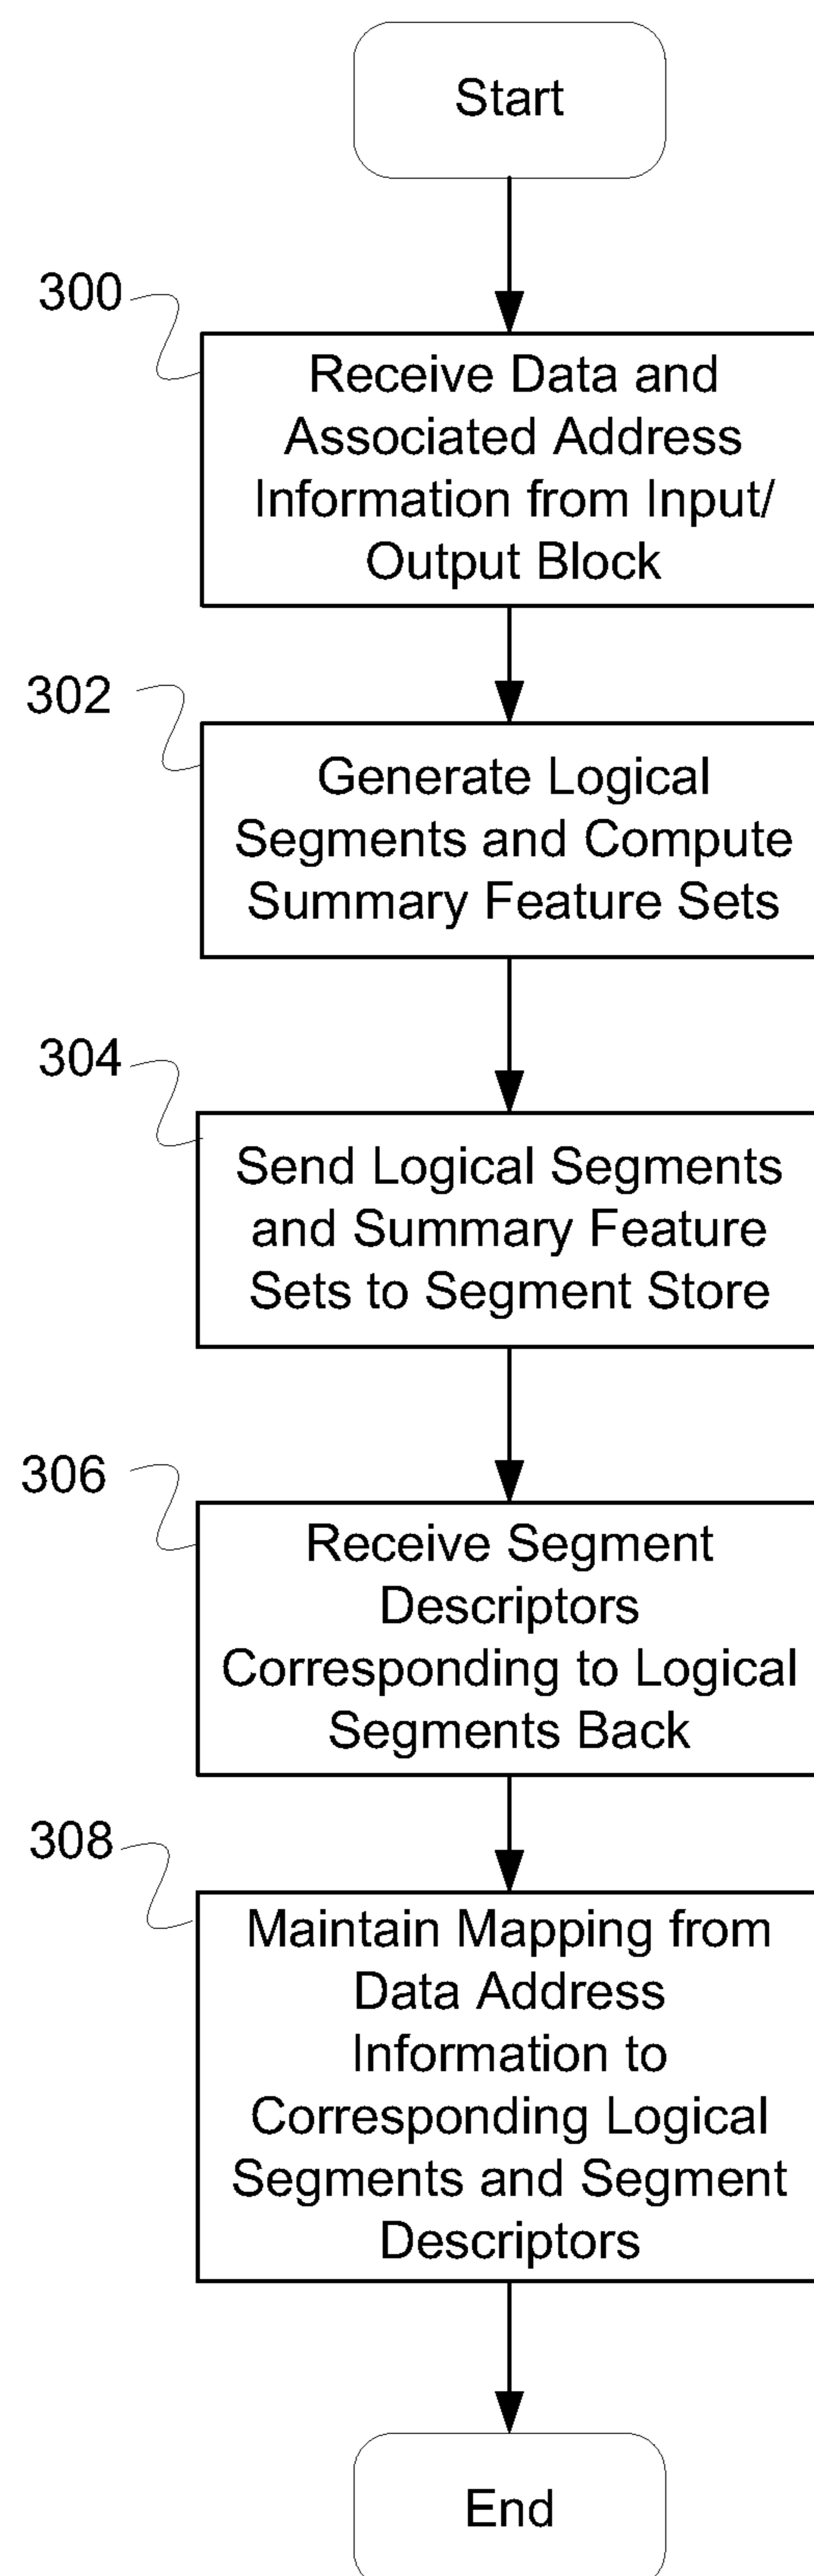 Start
300
Receive Data and
Associated Address
Information from Input/
Output Block
302
Generate Logical
Segments and Compute
Summary Feature Sets
304
Send Logical Segments
and Summary Feature
Sets to Segment Store
306
Receive Segment
Descriptors
Corresponding to Logical
Segments Back
308
Maintain Mapping from
Data Address
Information to
Corresponding Logical
Segments and Segment
Descriptors
End